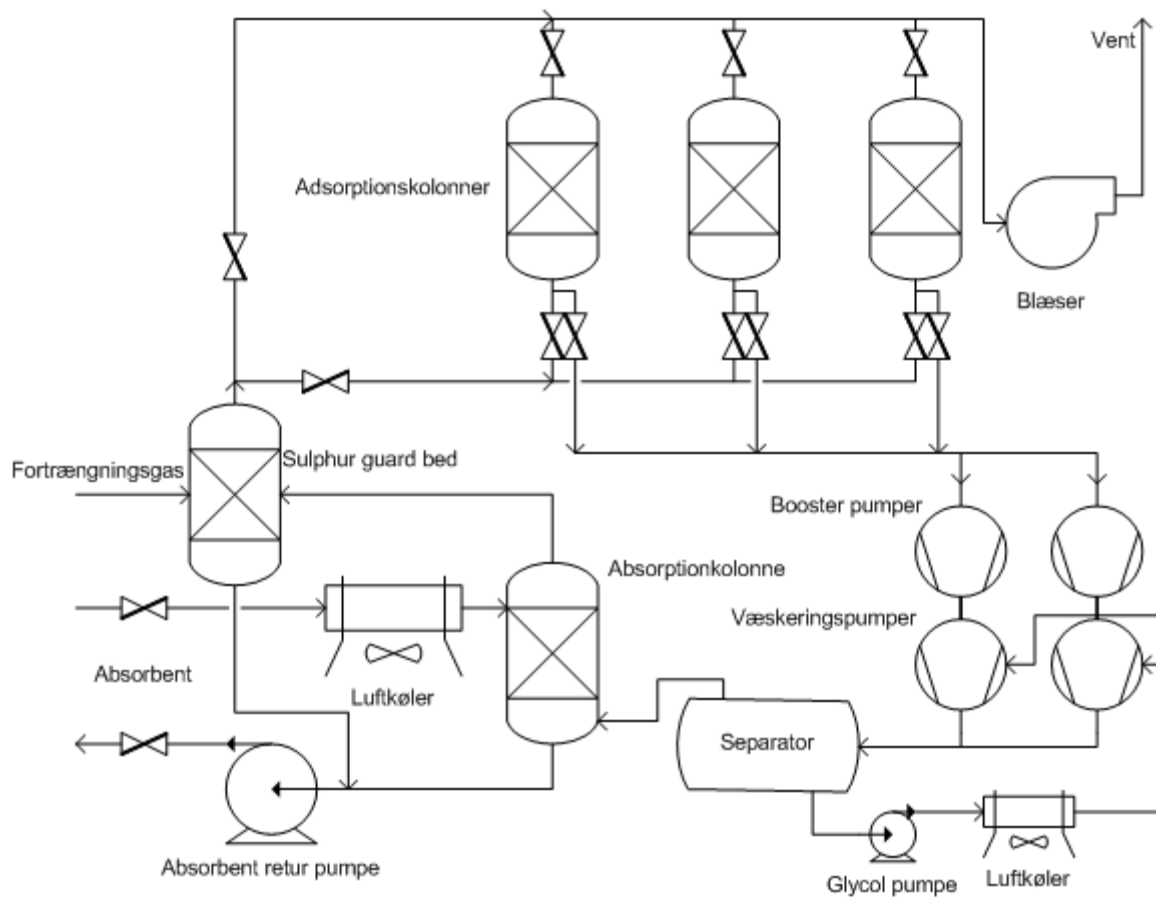 Vent
Adsorptionskolonner
Blæser
Fortrængningsgas
Sulphur guard bed
Booster pumper
Absorptionkolonne
Væskeringspumper
Absorbent
Luftkøler
Separator
Absorbent retur pumpe
Glycol pumpe
Luftkøler